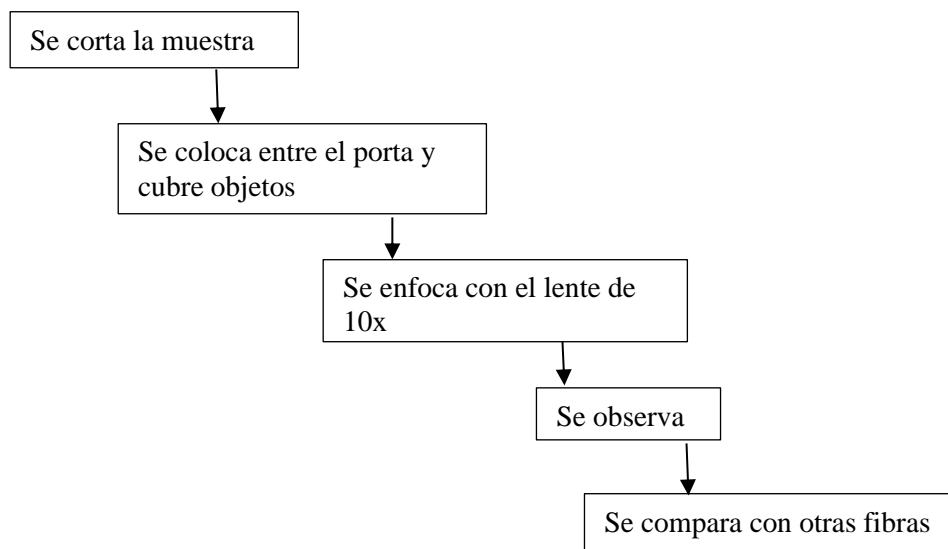 Se corta la muestra
Se coloca entre el porta y
cubre objetos
Se enfoca con el lente de
10x
Se observa
Se compara con otras fibras